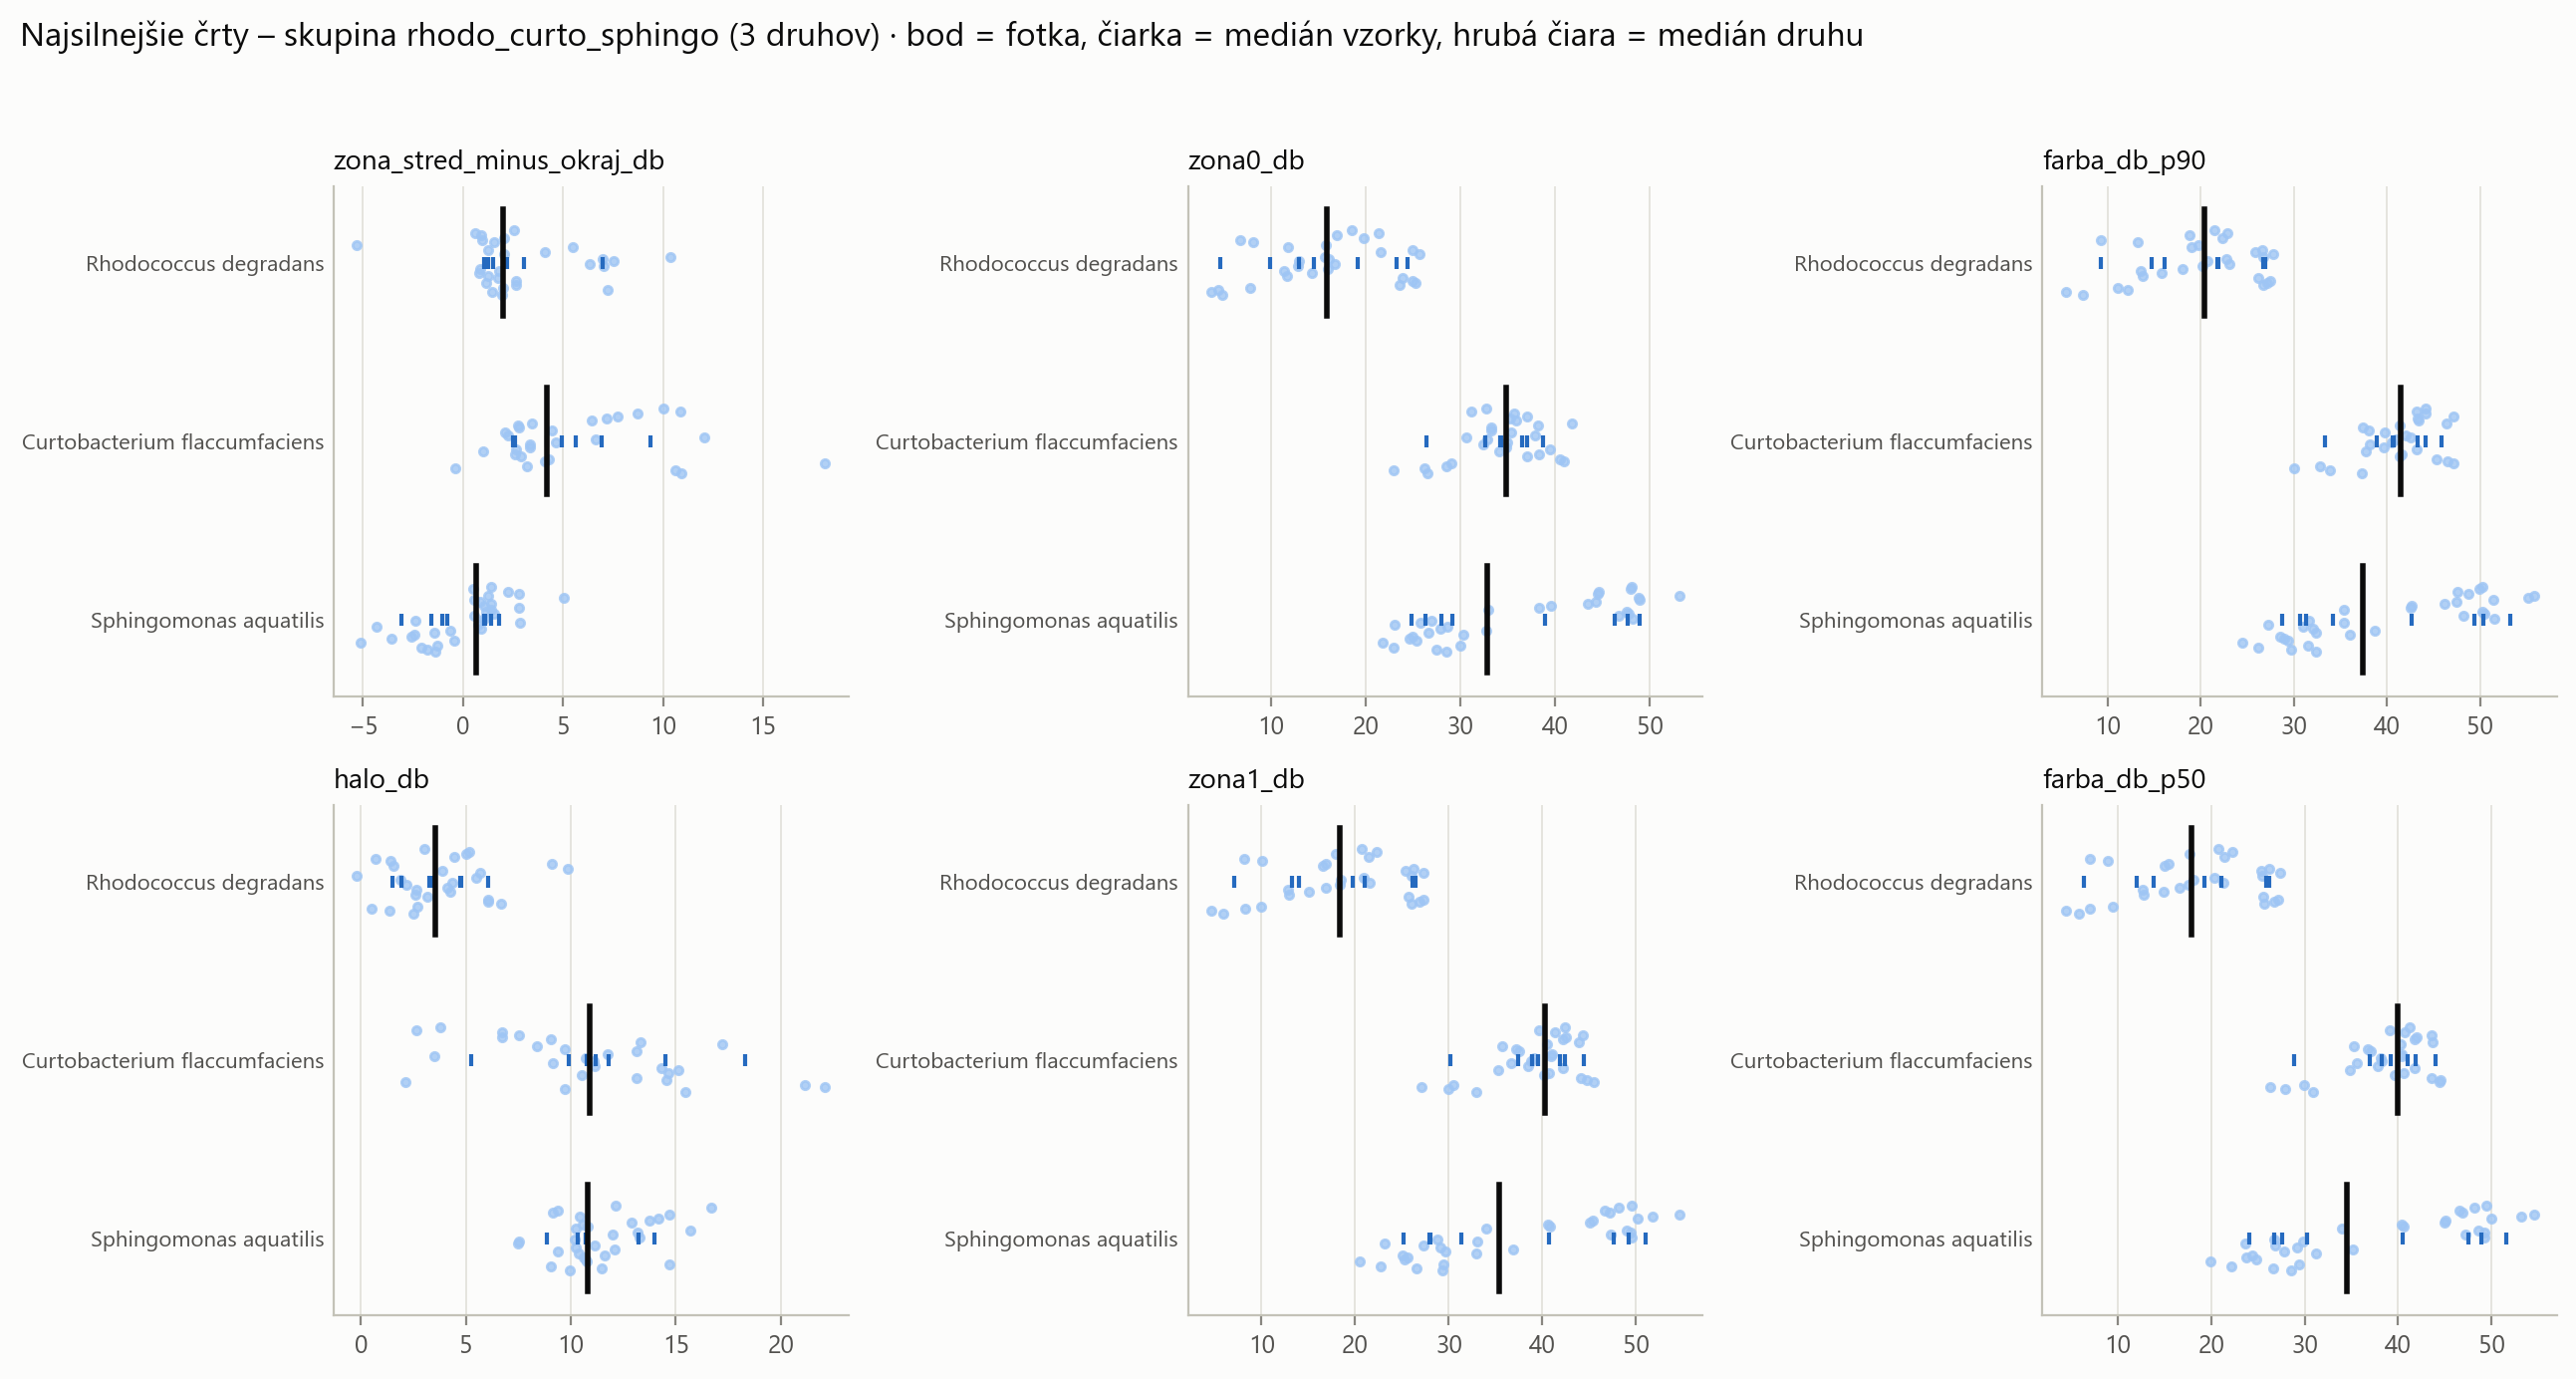 Najsilnejšie črty – skupina rhodo_curto_sphingo (3 druhov) · bod = fotka, čiarka = medián vzorky, hrubá čiara = medián druhu
zona_stred_minus_okraj_db
Rhodococcus degradans
Curtobacterium flaccumfaciens
Sphingomonas aquatilis
−5 0 5 10 15
zona0_db
Rhodococcus degradans
Curtobacterium flaccumfaciens
Sphingomonas aquatilis
10 20 30 40 50
farba_db_p90
Rhodococcus degradans
Curtobacterium flaccumfaciens
Sphingomonas aquatilis
10 20 30 40 50
halo_db
Rhodococcus degradans
Curtobacterium flaccumfaciens
Sphingomonas aquatilis
0 5 10 15 20
zona1_db
Rhodococcus degradans
Curtobacterium flaccumfaciens
Sphingomonas aquatilis
10 20 30 40 50
farba_db_p50
Rhodococcus degradans
Curtobacterium flaccumfaciens
Sphingomonas aquatilis
10 20 30 40 50